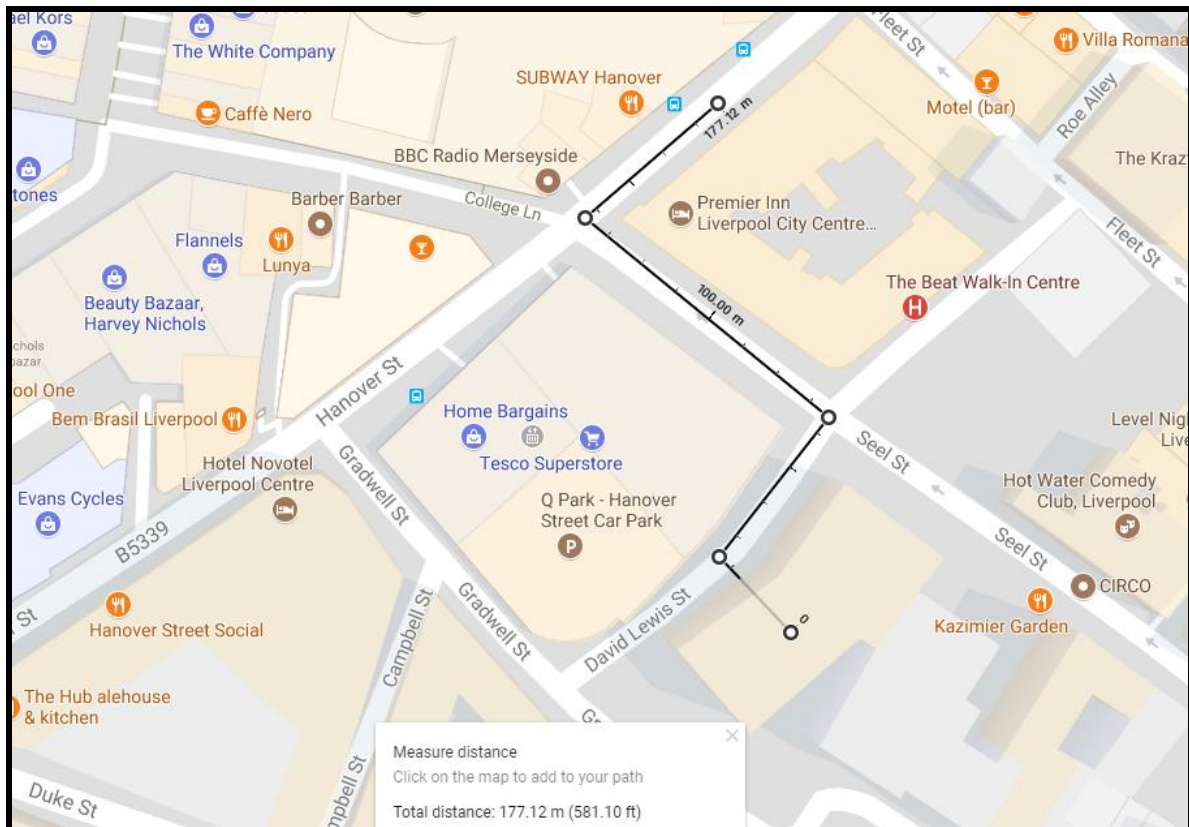 ael Kors
The White Company
Caffè Nero
SUBWAY Hanover
BBC Radio Merseyside
College Ln
177.12 m
Fleet St
Villa Romana
Motel (bar)
Roe Alley
The Kraz
tones
Barber Barber
Flannels
Lunya
Premier Inn
Liverpool City Centre...
Fleet St
Beauty Bazaar,
Harvey Nichols
The Beat Walk-In Centre
H
100.00 m
chols
bazar
ool One
Hanover St
Bem Brasil Liverpool
Home Bargains
Tesco Superstore
Level Nig
Live
Seel St
Hotel Novotel
Liverpool Centre
Gradwell St
Evans Cycles
Q Park - Hanover
Street Car Park
P
Hot Water Comedy
Club, Liverpool
B5339
Seel St
CIRCO
St
Hanover Street Social
Campbell St
Gradwell St
David Lewis St
0
Kazimier Garden
The Hub alehouse
& kitchen
Gr
Measure distance
Click on the map to add to your path
Total distance: 177.12 m (581.10 ft)
Duke St
mpbell St